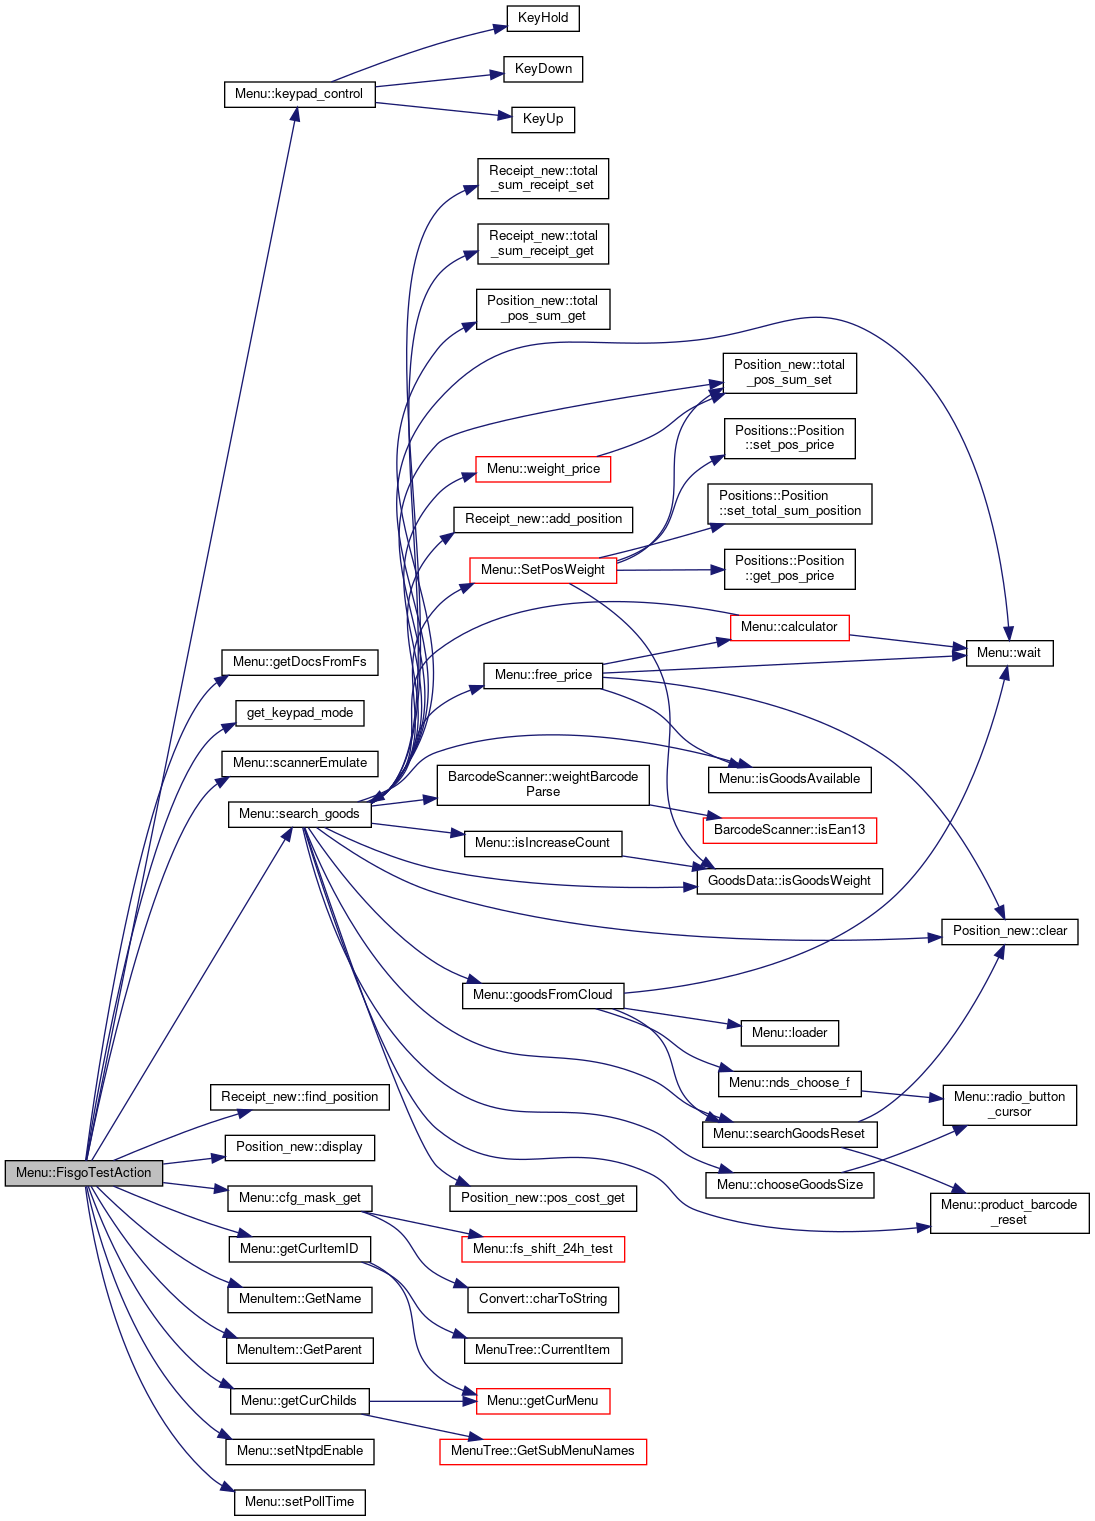 KeyHold
KeyDown
Menu::keypad_control
KeyUp
Receipt_new::total
_sum_receipt_set
Receipt_new::total
_sum_receipt_get
Position_new::total
_pos_sum_get
Position_new::total
_pos_sum_set
Positions::Position
::set_pos_price
Menu::weight_price
Positions::Position
::set_total_sum_position
Receipt_new::add_position
Positions::Position
::get_pos_price
Menu::SetPosWeight
Menu::calculator
Menu::wait
Menu::getDocsFromFs
Menu::free_price
get_keypad_mode
Menu::scannerEmulate
Menu::isGoodsAvailable
BarcodeScanner::weightBarcode
Parse
Menu::search_goods
BarcodeScanner::isEan13
Menu::isIncreaseCount
GoodsData::isGoodsWeight
Position_new::clear
Menu::goodsFromCloud
Menu::loader
Menu::nds_choose_f
Receipt_new::find_position
Menu::radio_button
_cursor
Menu::searchGoodsReset
Position_new::display
Menu::FisgoTestAction
Menu::chooseGoodsSize
Menu::cfg_mask_get
Position_new::pos_cost_get
Menu::product_barcode
_reset
Menu::getCurItemID
Menu::fs_shift_24h_test
MenuItem::GetName
Convert::charToString
MenuItem::GetParent
MenuTree::CurrentItem
Menu::getCurChilds
Menu::getCurMenu
Menu::setNtpdEnable
MenuTree::GetSubMenuNames
Menu::setPollTime